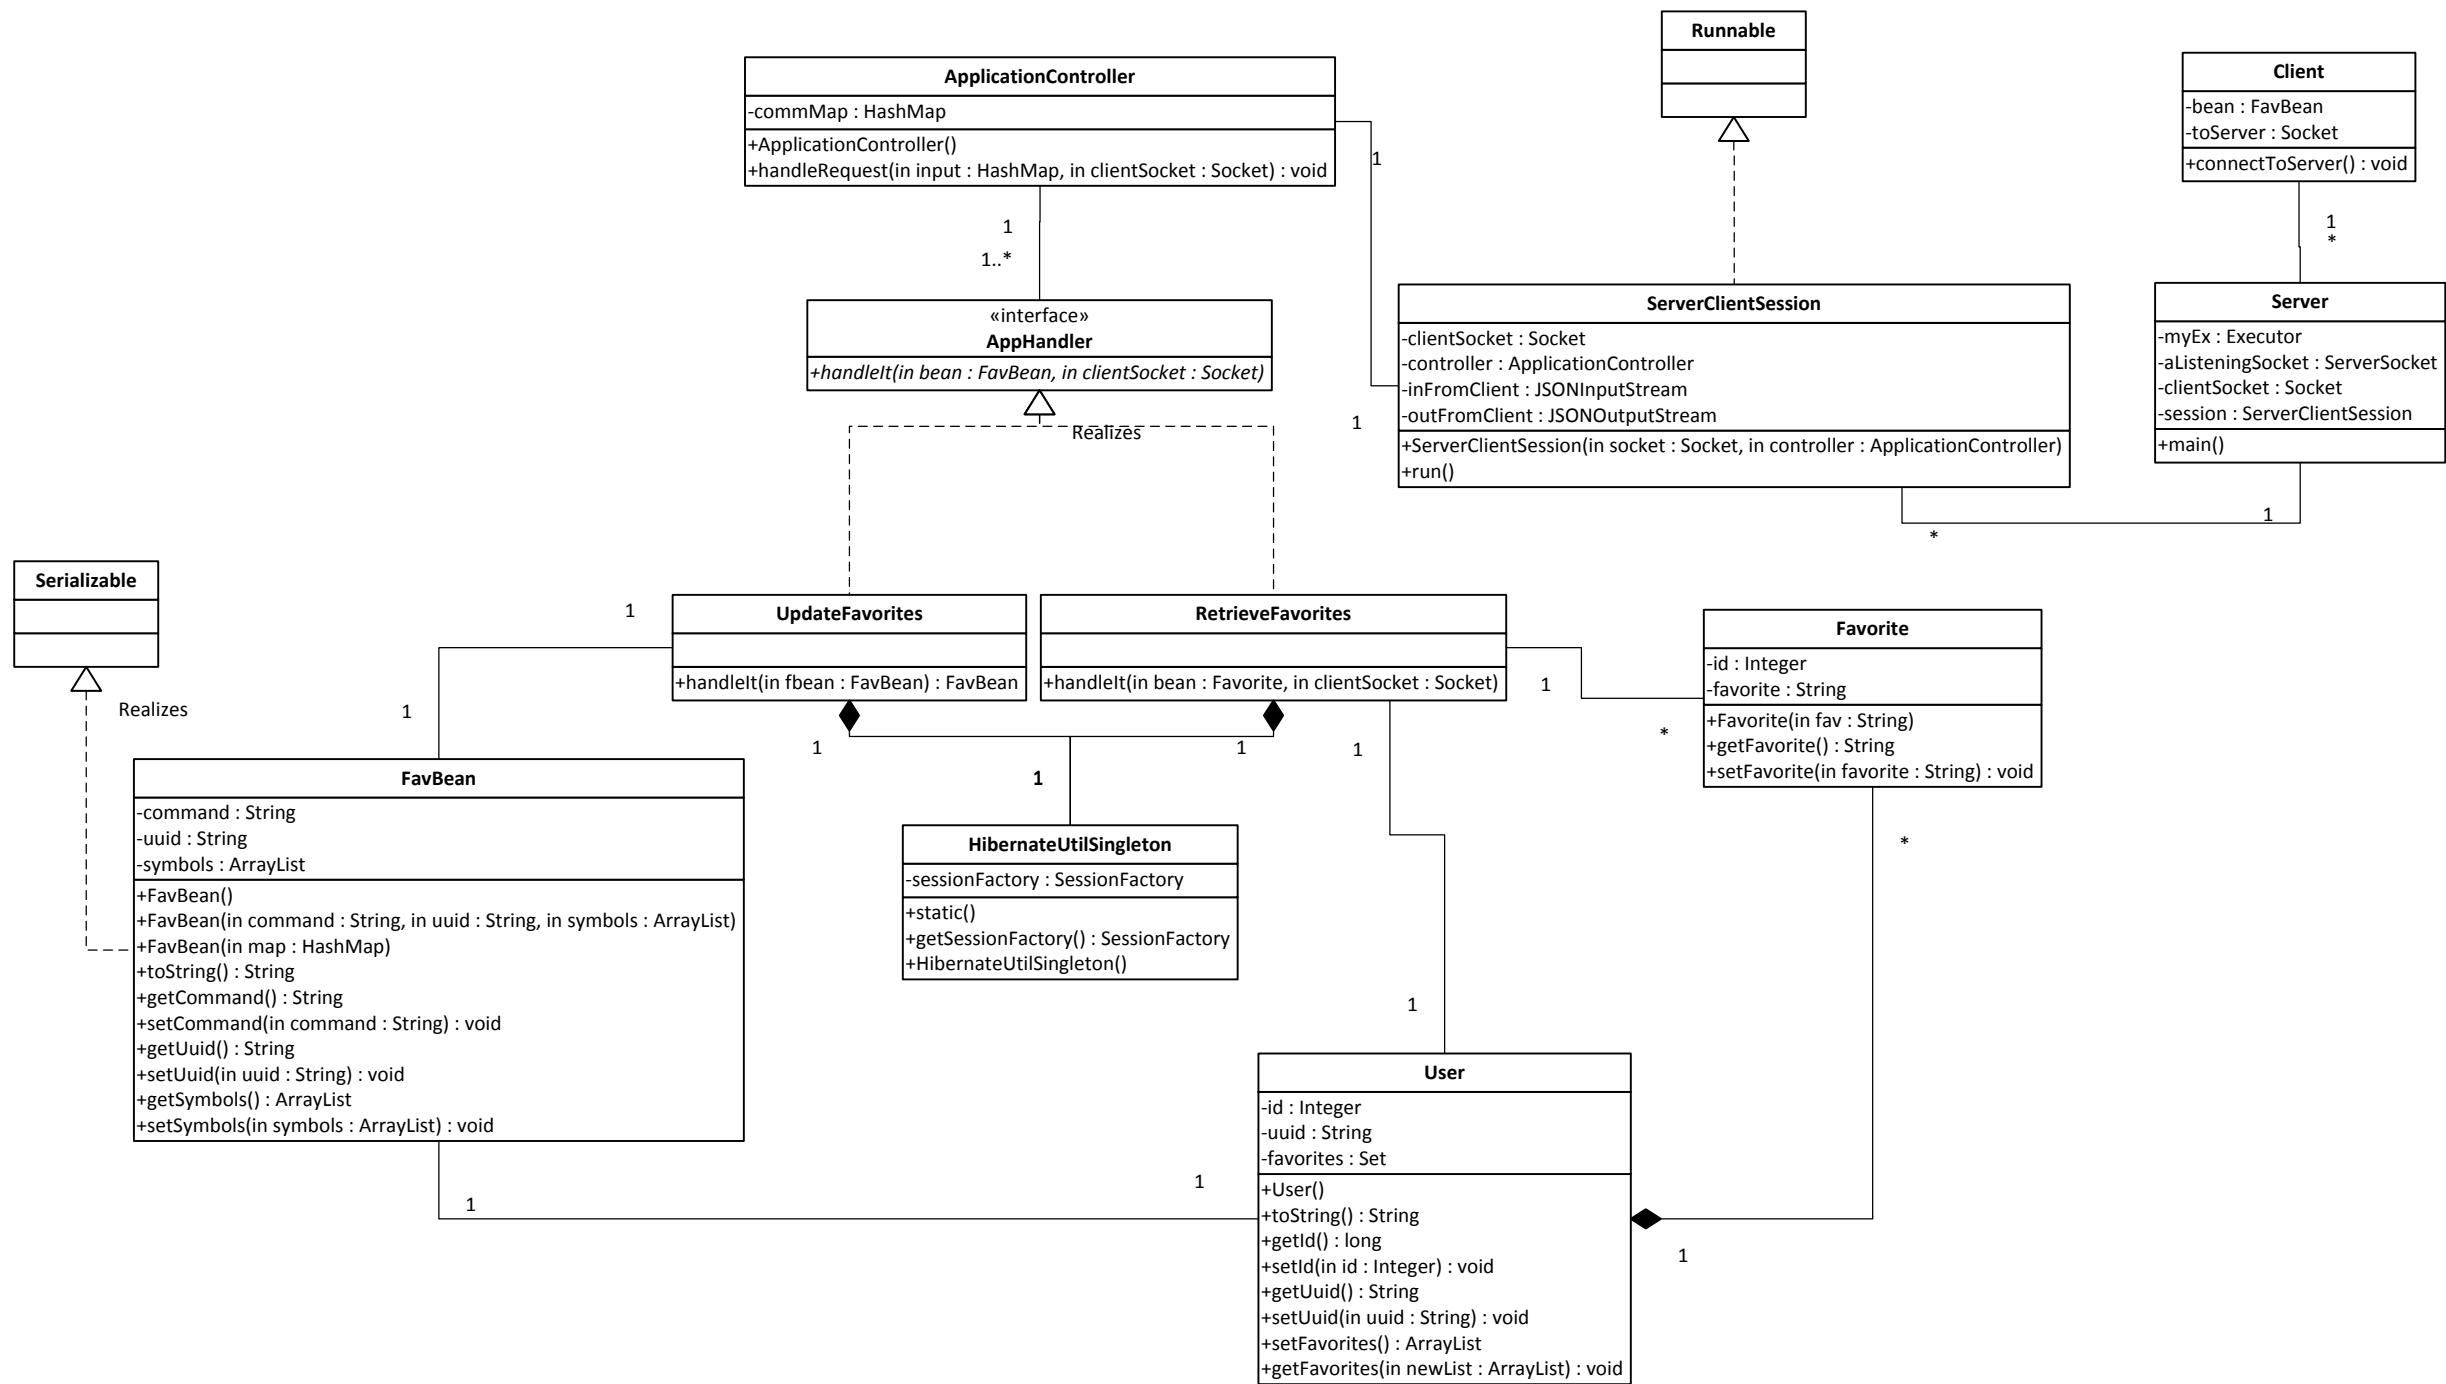 Runnable
ApplicationController
-commMap : HashMap
+ApplicationController()
+handleRequest(in input : HashMap, in clientSocket : Socket) : void
Client
-bean : FavBean
-toServer : Socket
+connectToServer() : void
1
1
1..*
1
*
«interface»
AppHandler
+handleIt(in bean : FavBean, in clientSocket : Socket)
Realizes
ServerClientSession
-clientSocket : Socket
-controller : ApplicationController
-inFromClient : JSONInputStream
-outFromClient : JSONOutputStream
+ServerClientSession(in socket : Socket, in controller : ApplicationController)
+run()
1
Server
-myEx : Executor
-aListeningSocket : ServerSocket
-clientSocket : Socket
-session : ServerClientSession
+main()
1
*
Serializable
Realizes
1
1
UpdateFavorites
+handleIt(in fbean : FavBean) : FavBean
RetrieveFavorites
+handleIt(in bean : Favorite, in clientSocket : Socket)
Favorite
-id : Integer
-favorite : String
+Favorite(in fav : String)
+getFavorite() : String
+setFavorite(in favorite : String) : void
1
*
1
1
1
1
*
FavBean
-command : String
-uuid : String
-symbols : ArrayList
+FavBean()
+FavBean(in command : String, in uuid : String, in symbols : ArrayList)
+FavBean(in map : HashMap)
+toString() : String
+getCommand() : String
+setCommand(in command : String) : void
+getUuid() : String
+setUuid(in uuid : String) : void
+getSymbols() : ArrayList
+setSymbols(in symbols : ArrayList) : void
HibernateUtilSingleton
-sessionFactory : SessionFactory
+static()
+getSessionFactory() : SessionFactory
+HibernateUtilSingleton()
1
User
-id : Integer
-uuid : String
-favorites : Set
+User()
+toString() : String
+getId() : long
+setId(in id : Integer) : void
+getUuid() : String
+setUuid(in uuid : String) : void
+setFavorites() : ArrayList
+getFavorites(in newList : ArrayList) : void
1
1
1